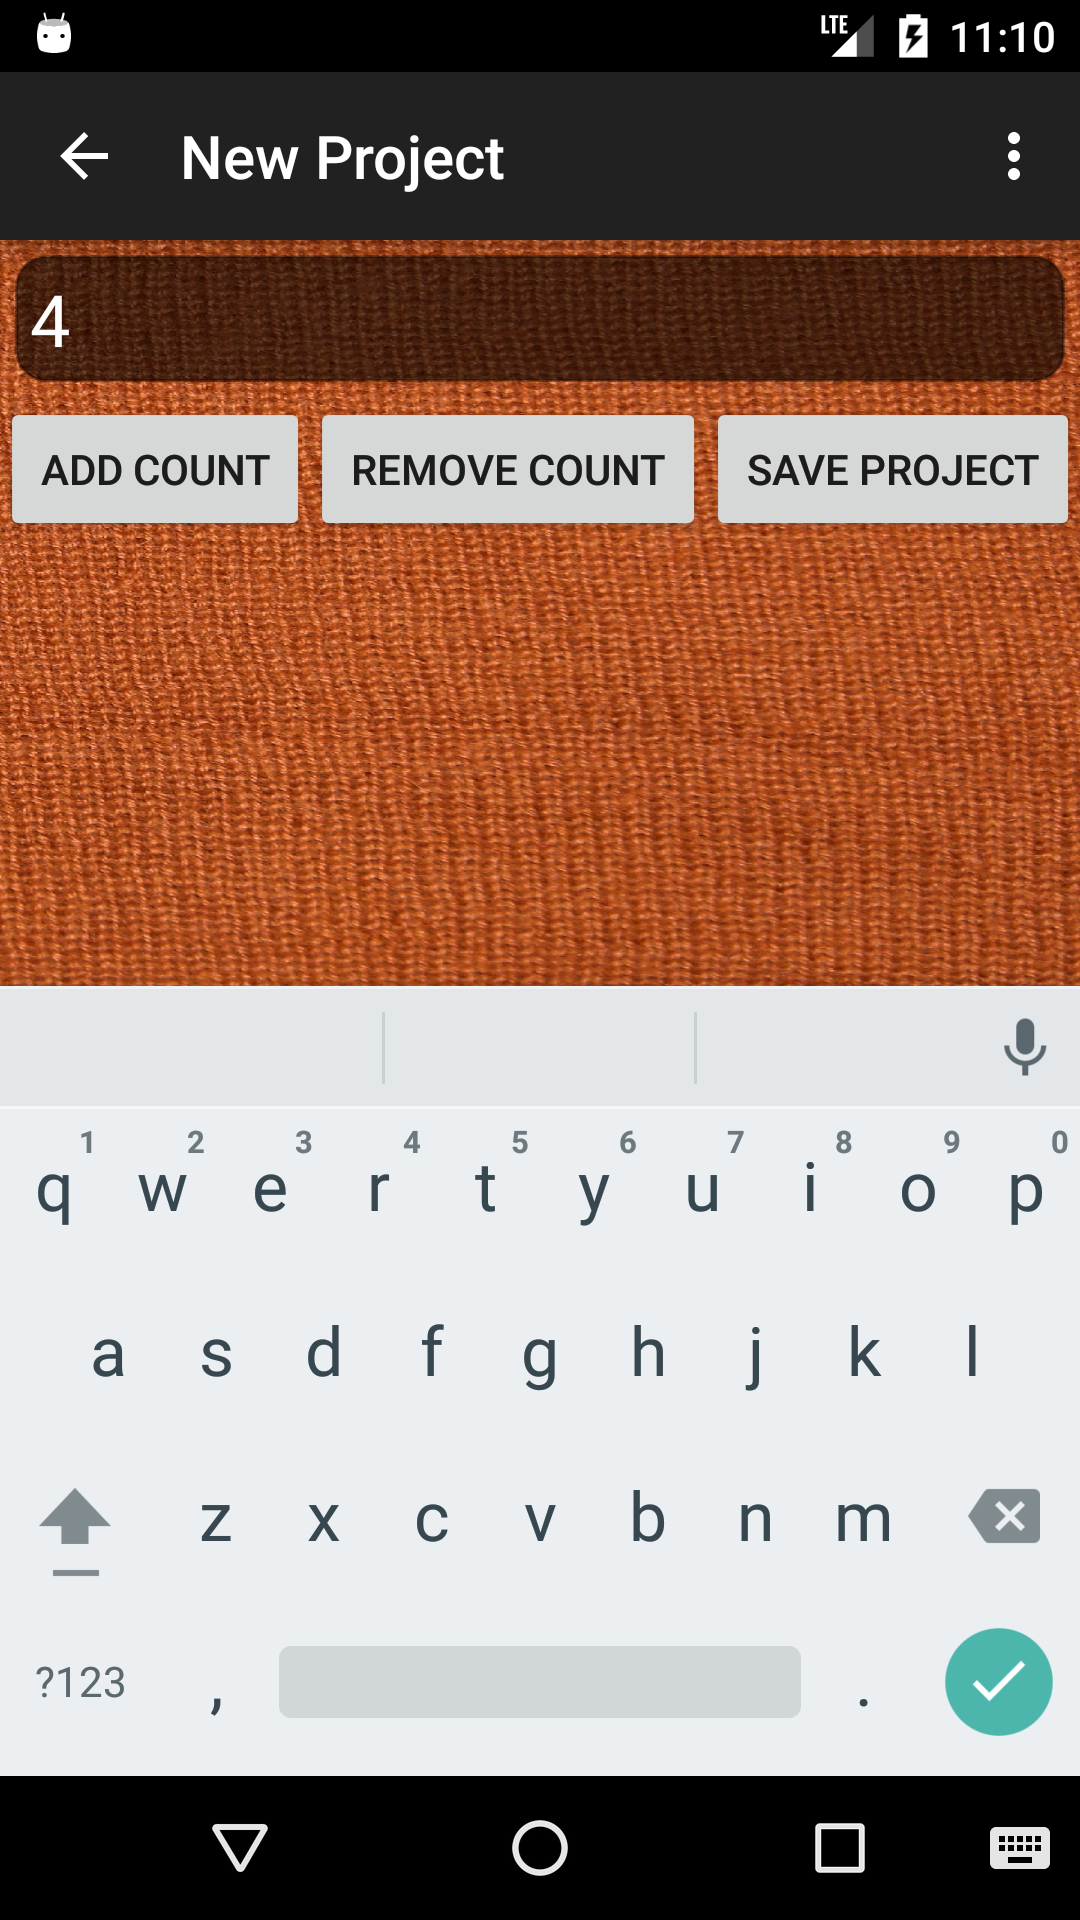 LTE 11:10
New Project
4
ADD COUNT REMOVE COUNT SAVE PROJECT
1 2 3 4 5 6 7 8 9 0
q w e r t y u i o p
a s d f g h j k l
z x c v b n m
?123 , .